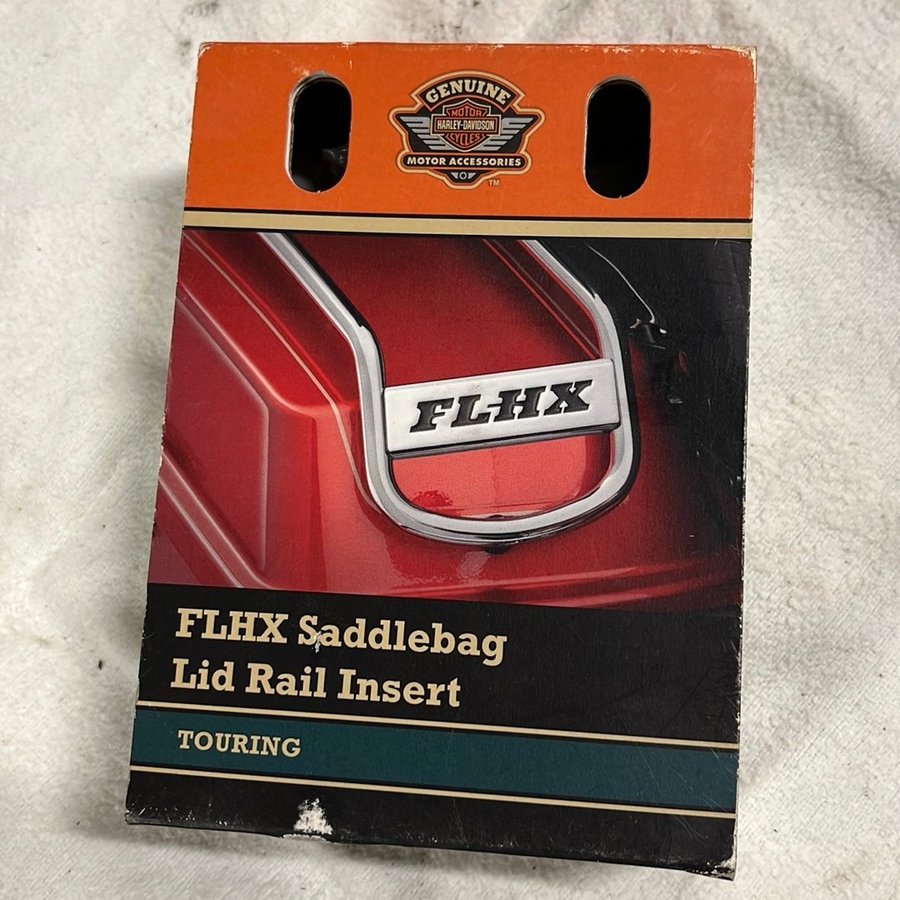 GENUINE
MOTOR
HARLEY-DAVIDSON
CYCLES
MOTOR ACCESSORIES
TM
FLHX
FLHX Saddlebag
Lid Rail Insert
TOURING